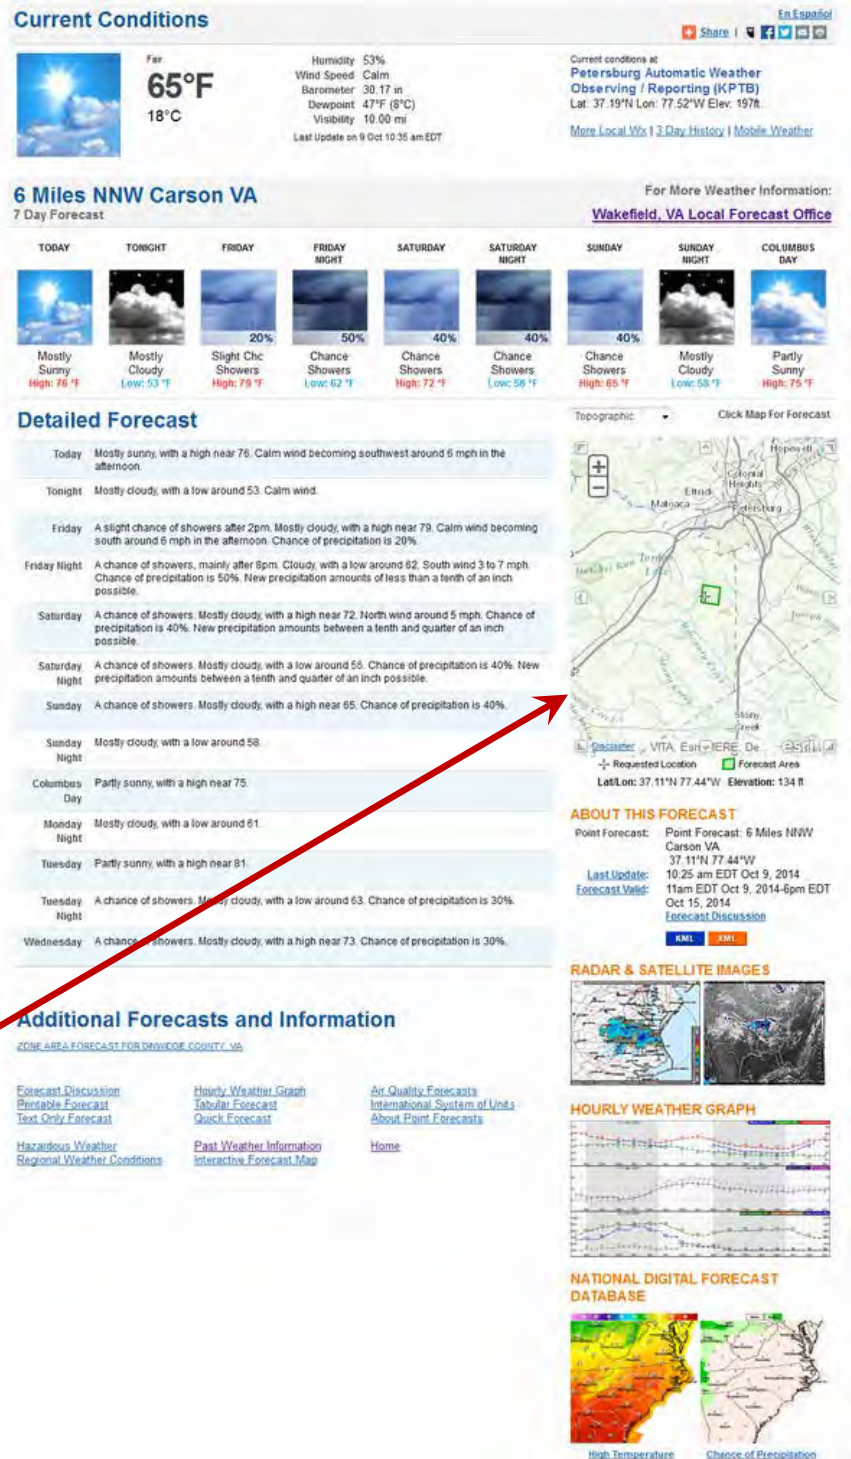 Current Conditions
En Español
Share |
Fair
65°F
18°C
Humidity 53%
Wind Speed Calm
Barometer 30.17 in
Dewpoint 47°F (8°C)
Visibility 10.00 mi
Last Update on 9 Oct 10:35 am EDT
Current conditions at
Petersburg Automatic Weather
Observing / Reporting (KPTB)
Lat: 37.19°N Lon: 77.52°W Elev: 197ft.
More Local Wx | 3 Day History | Mobile Weather
6 Miles NNW Carson VA
7 Day Forecast
For More Weather Information:
Wakefield, VA Local Forecast Office
TODAY
Mostly
Sunny
High: 76 °F
TONIGHT
Mostly
Cloudy
Low: 53 °F
FRIDAY
20%
Slight Chc
Showers
High: 79 °F
FRIDAY
NIGHT
50%
Chance
Showers
Low: 62 °F
SATURDAY
40%
Chance
Showers
High: 72 °F
SATURDAY
NIGHT
40%
Chance
Showers
Low: 56 °F
SUNDAY
40%
Chance
Showers
High: 65 °F
SUNDAY
NIGHT
Mostly
Cloudy
Low: 58 °F
COLUMBUS
DAY
Partly
Sunny
High: 75 °F
Detailed Forecast
Today Mostly sunny, with a high near 76. Calm wind becoming southwest around 6 mph in the
afternoon.
Tonight Mostly cloudy, with a low around 53. Calm wind.
Friday A slight chance of showers after 2pm. Mostly cloudy, with a high near 79. Calm wind becoming
south around 6 mph in the afternoon. Chance of precipitation is 20%.
Friday Night A chance of showers, mainly after 8pm. Cloudy, with a low around 62. South wind 3 to 7 mph.
Chance of precipitation is 50%. New precipitation amounts of less than a tenth of an inch
possible.
Saturday A chance of showers. Mostly cloudy, with a high near 72. North wind around 5 mph. Chance of
precipitation is 40%. New precipitation amounts between a tenth and quarter of an inch
possible.
Saturday A chance of showers. Mostly cloudy, with a low around 56. Chance of precipitation is 40%. New
Night precipitation amounts between a tenth and quarter of an inch possible.
Sunday A chance of showers. Mostly cloudy, with a high near 65. Chance of precipitation is 40%.
Sunday Mostly cloudy, with a low around 58.
Night
Columbus Partly sunny, with a high near 75.
Day
Monday Mostly cloudy, with a low around 61.
Night
Tuesday Partly sunny, with a high near 81.
Tuesday A chance of showers. Mostly cloudy, with a low around 63. Chance of precipitation is 30%.
Night
Wednesday A chance of showers. Mostly cloudy, with a high near 73. Chance of precipitation is 30%.
Topographic
Click Map For Forecast
Hopewell
Colonial
Heights
Ettrick
Matoaca
Petersburg
Lake
Stony
Creek
Disclaimer
VITA, Esri, HERE, De
Requested Location
Forecast Area
Lat/Lon: 37.11°N 77.44°W Elevation: 134 ft
ABOUT THIS FORECAST
Point Forecast: Point Forecast: 6 Miles NNW
Carson VA
37.11°N 77.44°W
Last Update: 10:25 am EDT Oct 9, 2014
Forecast Valid: 11am EDT Oct 9, 2014-6pm EDT
Oct 15, 2014
Forecast Discussion
KML
XML
RADAR & SATELLITE IMAGES
HOURLY WEATHER GRAPH
NATIONAL DIGITAL FORECAST
DATABASE
High Temperature
Chance of Precipitation
Additional Forecasts and Information
ZONE AREA FORECAST FOR DINWIDDIE COUNTY, VA
Forecast Discussion
Printable Forecast
Text Only Forecast
Hazardous Weather
Regional Weather Conditions
Hourly Weather Graph
Tabular Forecast
Quick Forecast
Past Weather Information
Interactive Forecast Map
Air Quality Forecasts
International System of Units
About Point Forecasts
Home